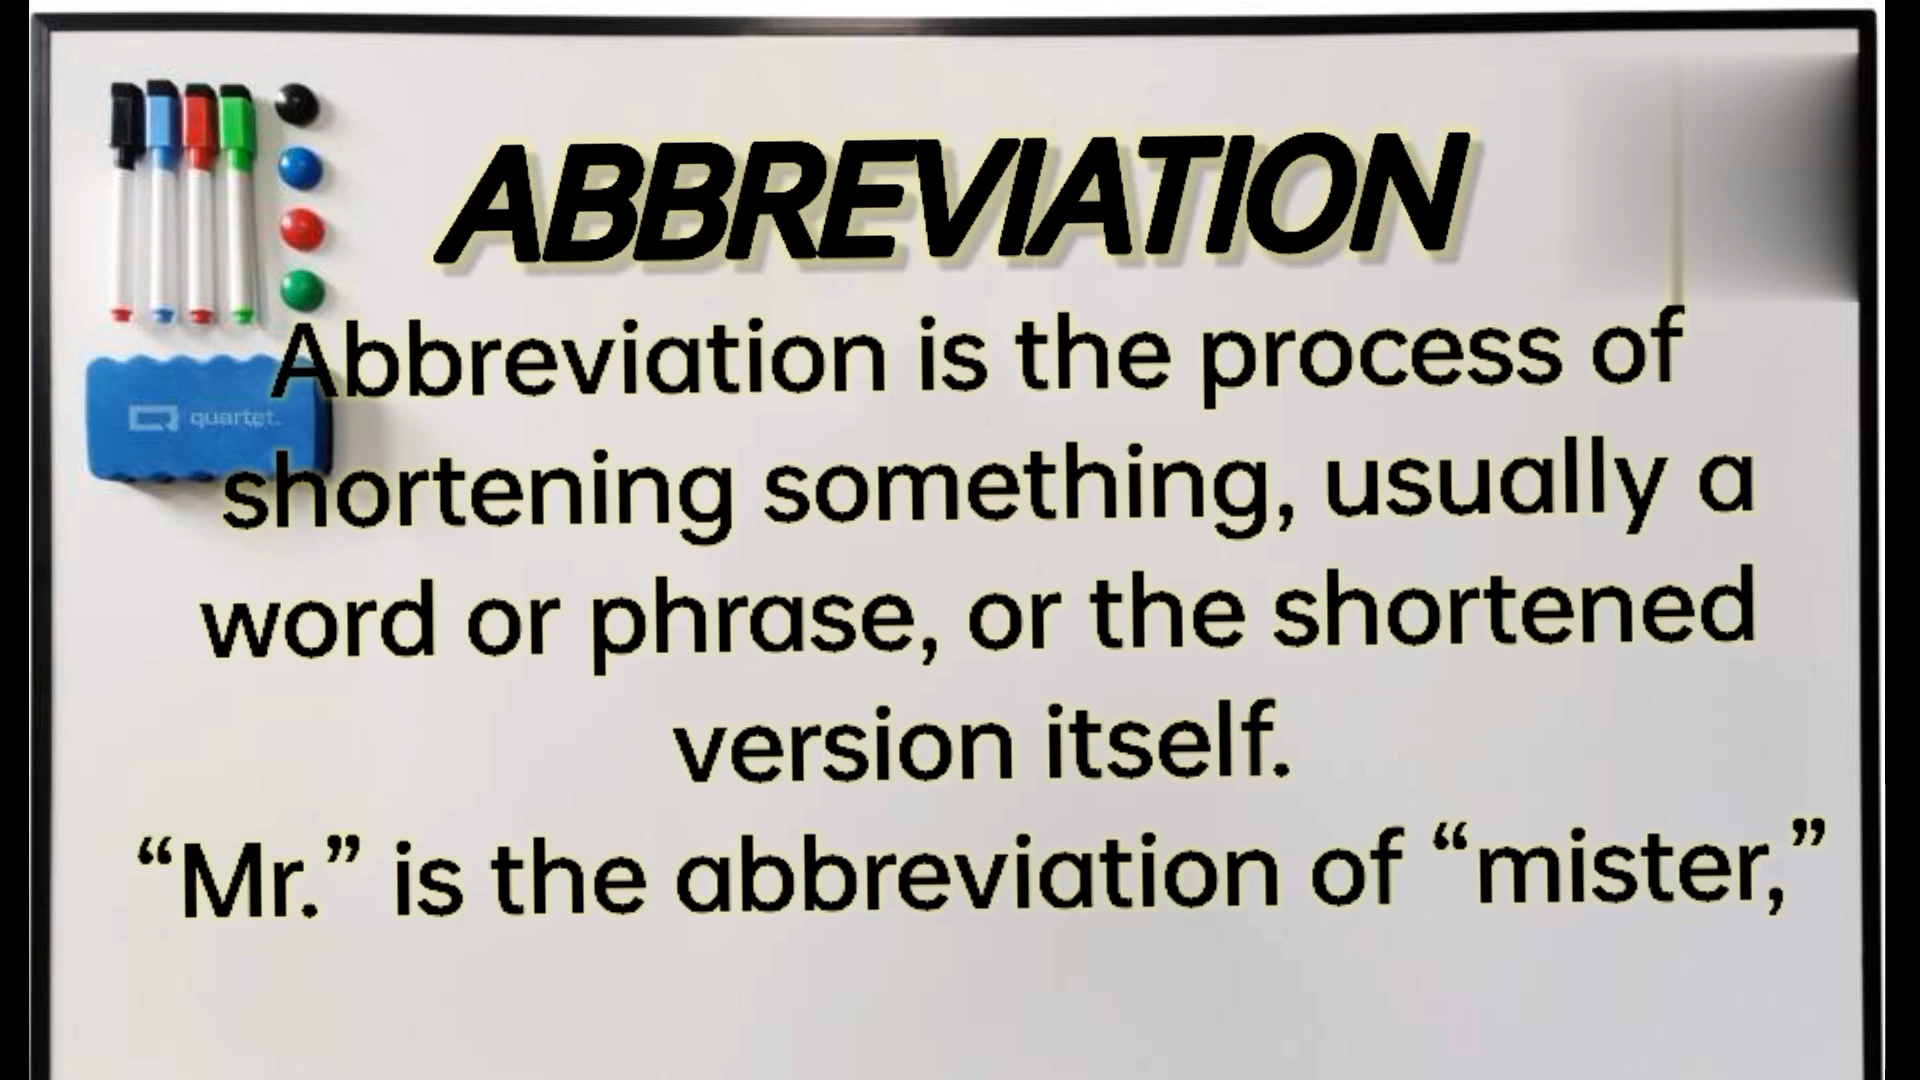 ABBREVIATION
Abbreviation is the process of
quartet.
shortening something, usually a
word or phrase, or the shortened
version itself.
“Mr.” is the abbreviation of “mister,”